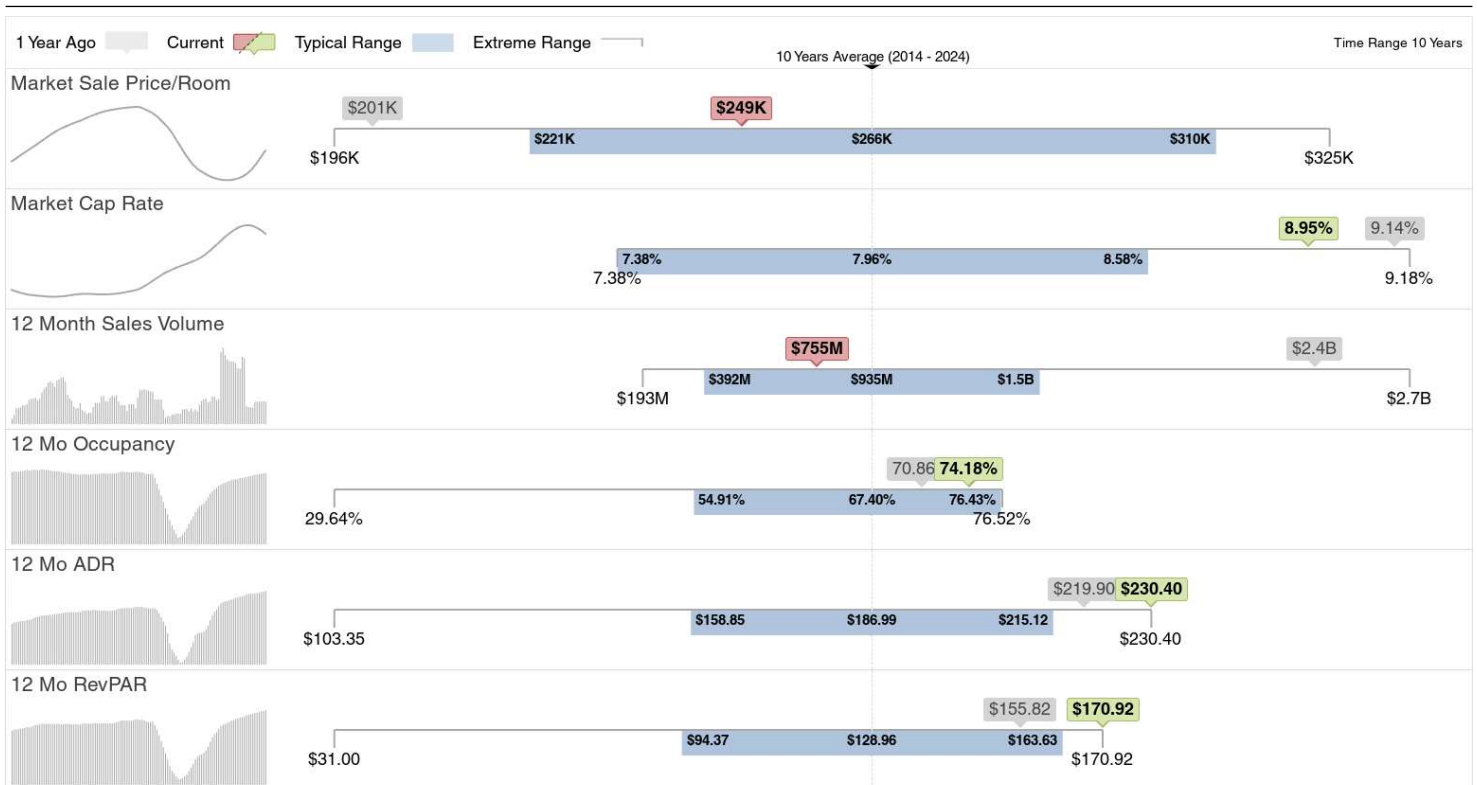 1 Year Ago Current Typical Range Extreme Range Time Range 10 Years
10 Years Average (2014 - 2024)
Market Sale Price/Room
$201K $249K
$221K $266K $310K
$196K $325K
Market Cap Rate
8.95% 9.14%
7.38% 7.96% 8.58%
7.38% 9.18%
12 Month Sales Volume
$755M $2.4B
$392M $935M $1.5B
$193M $2.7B
12 Mo Occupancy
70.86 74.18%
54.91% 67.40% 76.43%
29.64% 76.52%
12 Mo ADR
$219.90 $230.40
$158.85 $186.99 $215.12
$103.35 $230.40
12 Mo RevPAR
$155.82 $170.92
$94.37 $128.96 $163.63
$31.00 $170.92